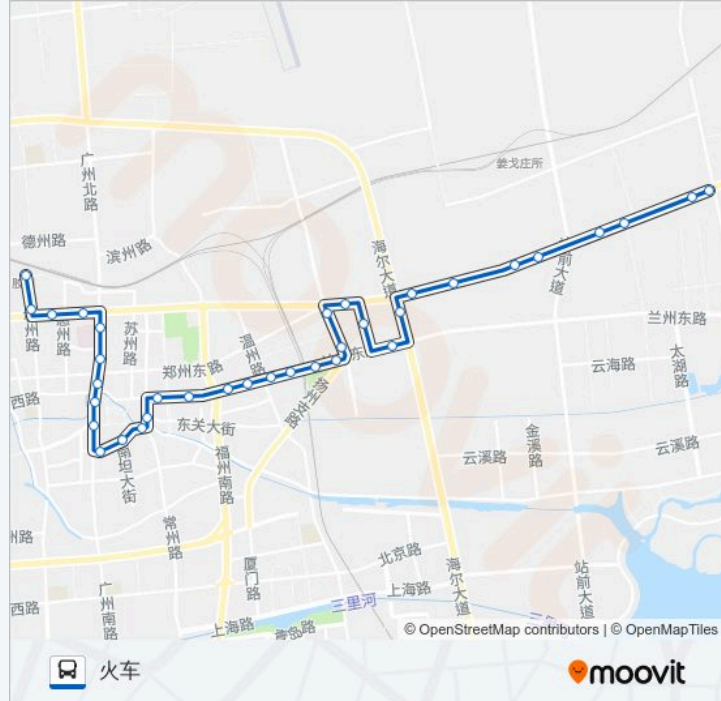 姜戈庄所
广州北路
德州路
滨州路
海尔大道
站前大道
兰州东路
惠州路
苏州路
温州路
郑州东路
云海路
太湖路
西路
扬州支路
东关大街
南坦大街
福州南路
金溪路
云溪路
云溪路
常州路
州路
北京路
厦门路
海尔大道
站前大道
广州南路
西路
上海路
三里河
上海路
青岛路
© OpenStreetMap contributors | © OpenMapTiles
火车
moovit